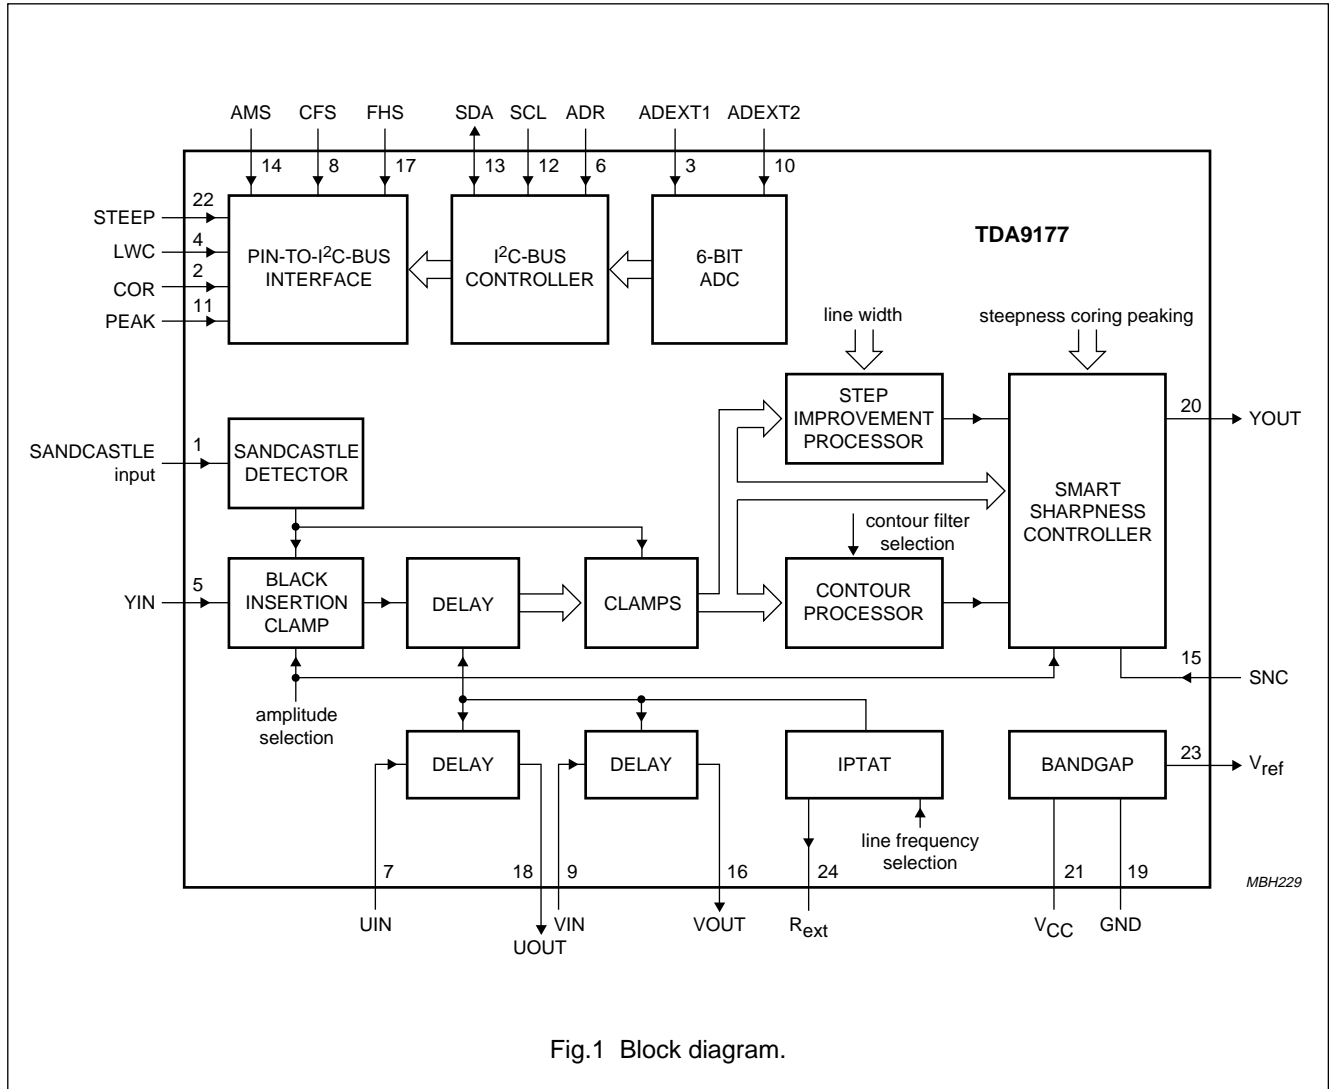 AMS CFS FHS SDA SCL ADR ADEXT1 ADEXT2
14 8 17 13 12 6 3 10
TDA9177
STEEP 22
LWC 4
COR 2
PEAK 11
PIN-TO-I²C-BUS
INTERFACE
I²C-BUS
CONTROLLER
6-BIT
ADC
line width
steepness coring peaking
STEP
IMPROVEMENT
PROCESSOR
20 YOUT
SANDCASTLE
input
1
SANDCASTLE
DETECTOR
SMART
SHARPNESS
CONTROLLER
contour filter
selection
YIN 5
BLACK
INSERTION
CLAMP
DELAY
CLAMPS
CONTOUR
PROCESSOR
15 SNC
amplitude
selection
DELAY
DELAY
IPTAT
BANDGAP
23 Vref
line frequency
selection
7 18 9 16 24 21 19
MBH229
UIN UOUT VIN VOUT Rext VCC GND
Fig.1 Block diagram.